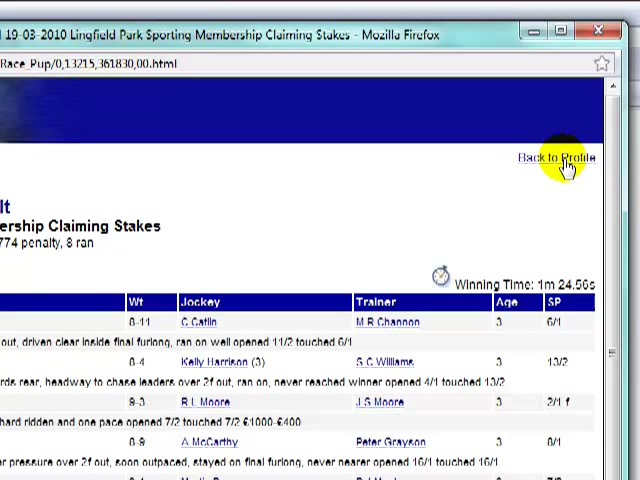 19-03-2010 Lingfield Park Sporting Membership Claiming Stakes - Mozilla Firefox
Race_Pup/0,13215,361830,00.html
Back to Profile
lt
ership Claiming Stakes
774 penalty, 8 ran
Winning Time: 1m 24.56s
Wt Jockey Trainer Age SP
8-11 C Catlin M R Channon 3 6/1
out, driven clear inside final furlong, ran on well opened 11/2 touched 6/1
8-4 Kelly Harrison (3) S C Williams 3 13/2
rds rear, headway to chase leaders over 2f out, ran on, never reached winner opened 4/1 touched 13/2
9-3 R L Moore J S Moore 3 2/1 f
hard ridden and one pace opened 7/2 touched 7/2 £1000-£400
8-9 A McCarthy Peter Grayson 3 8/1
er pressure over 2f out, soon outpaced, stayed on final furlong, never nearer opened 16/1 touched 16/1